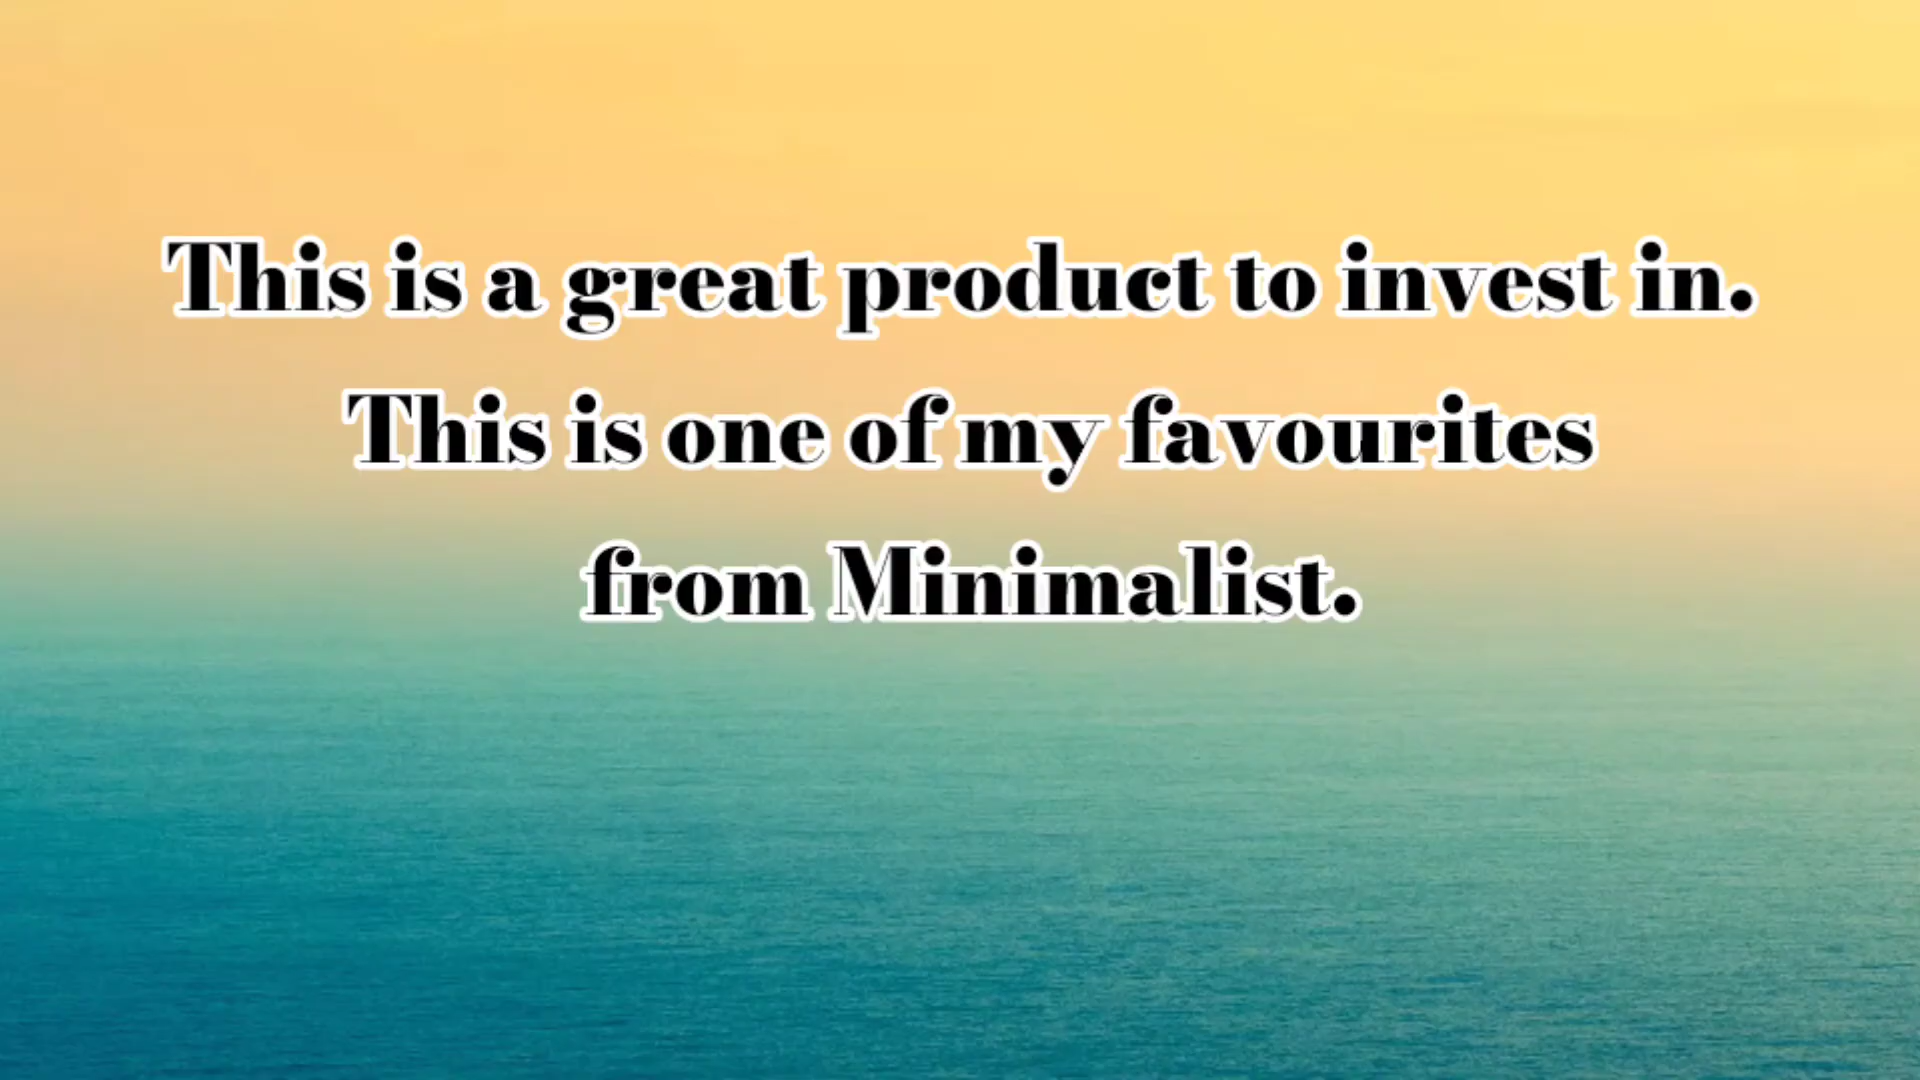 This is a great product to invest in.
This is one of my favourites
from Minimalist.